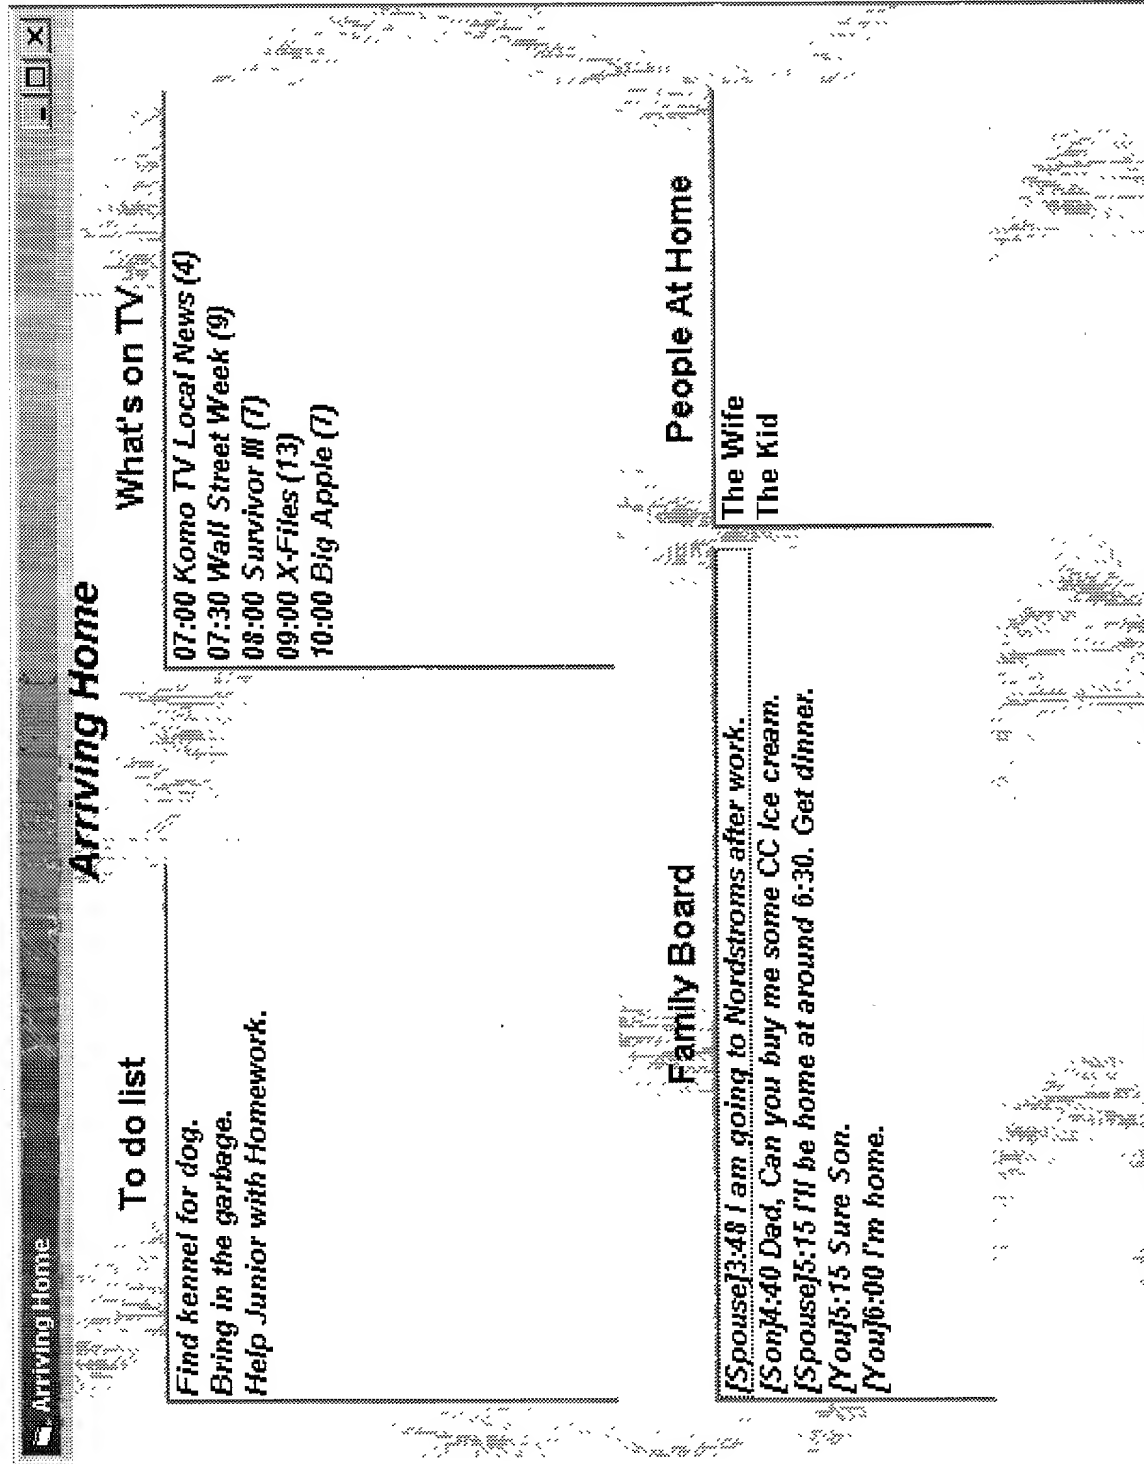 Arriving Home
Arriving Home
To do list
Find kennel for dog.
Bring in the garbage.
Help Junior with Homework.
What's on TV
07:00 Komo TV Local News (4)
07:30 Wall Street Week (9)
08:00 Survivor III (7)
09:00 X-Files (13)
10:00 Big Apple (7)
Family Board
[Spouse]3:48 I am going to Nordstroms after work.
[Son]4:40 Dad, Can you buy me some CC Ice cream.
[Spouse]5:15 I'll be home at around 6:30. Get dinner.
[You]5:15 Sure Son.
[You]6:00 I'm home.
People At Home
The Wife
The Kid